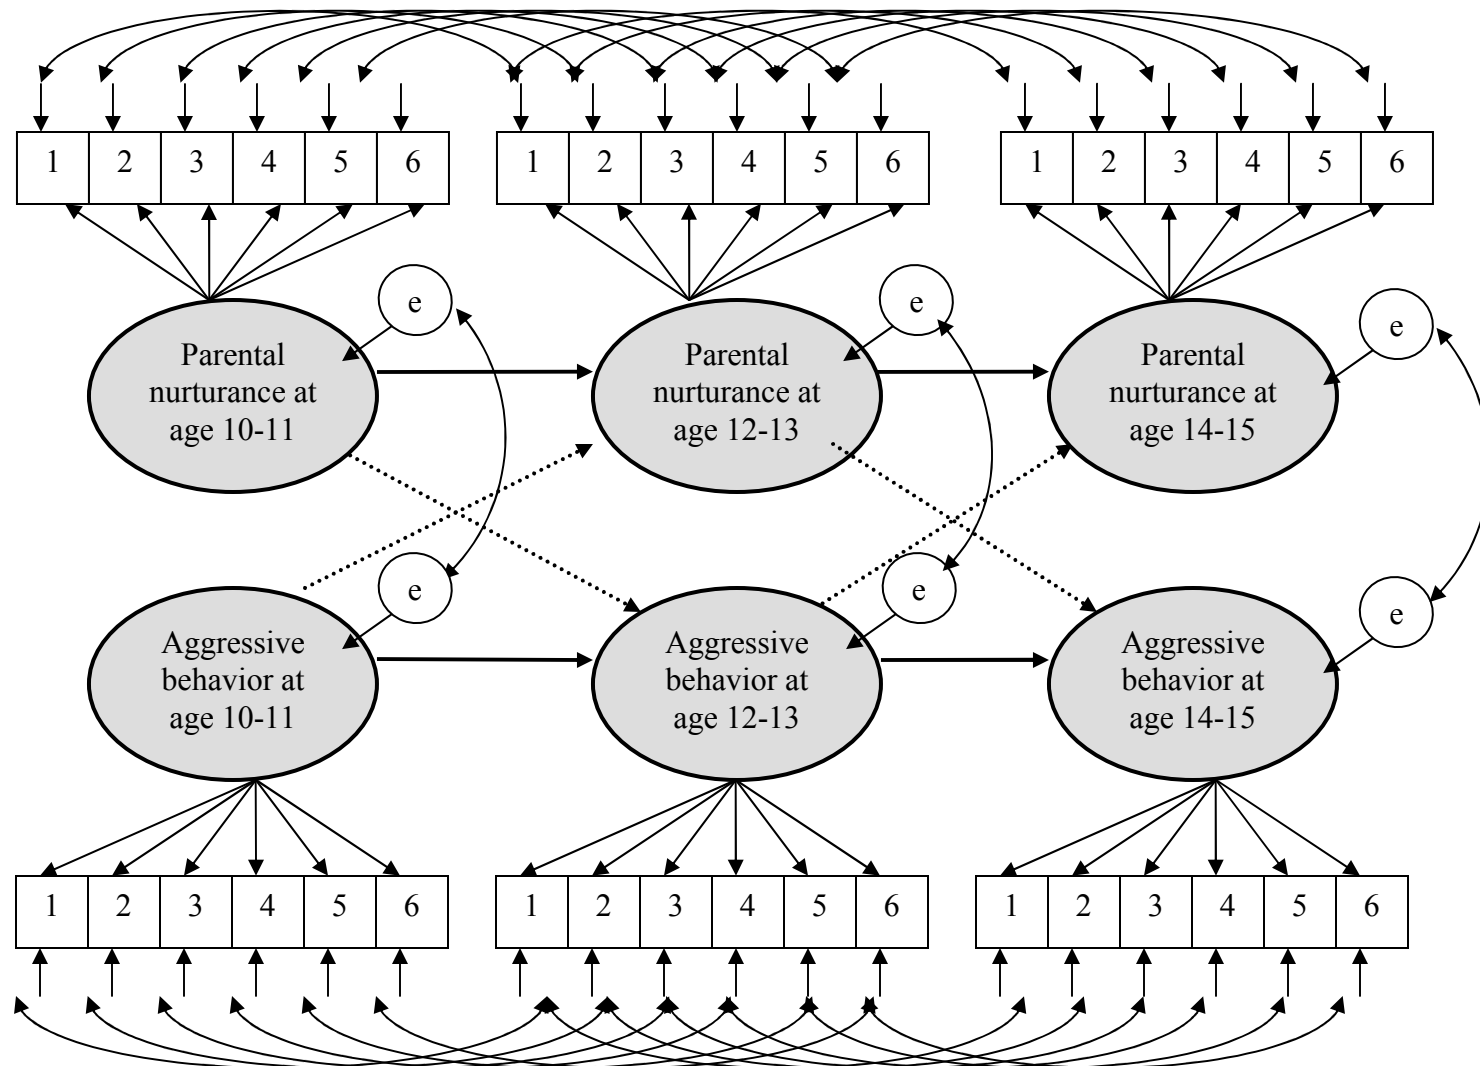 1 2 3 4 5 6 1 2 3 4 5 6 1 2 3 4 5 6
e e e
Parental
nurturance at
age 10-11
Parental
nurturance at
age 12-13
Parental
nurturance at
age 14-15
e e e
Aggressive
behavior at
age 10-11
Aggressive
behavior at
age 12-13
Aggressive
behavior at
age 14-15
1 2 3 4 5 6 1 2 3 4 5 6 1 2 3 4 5 6